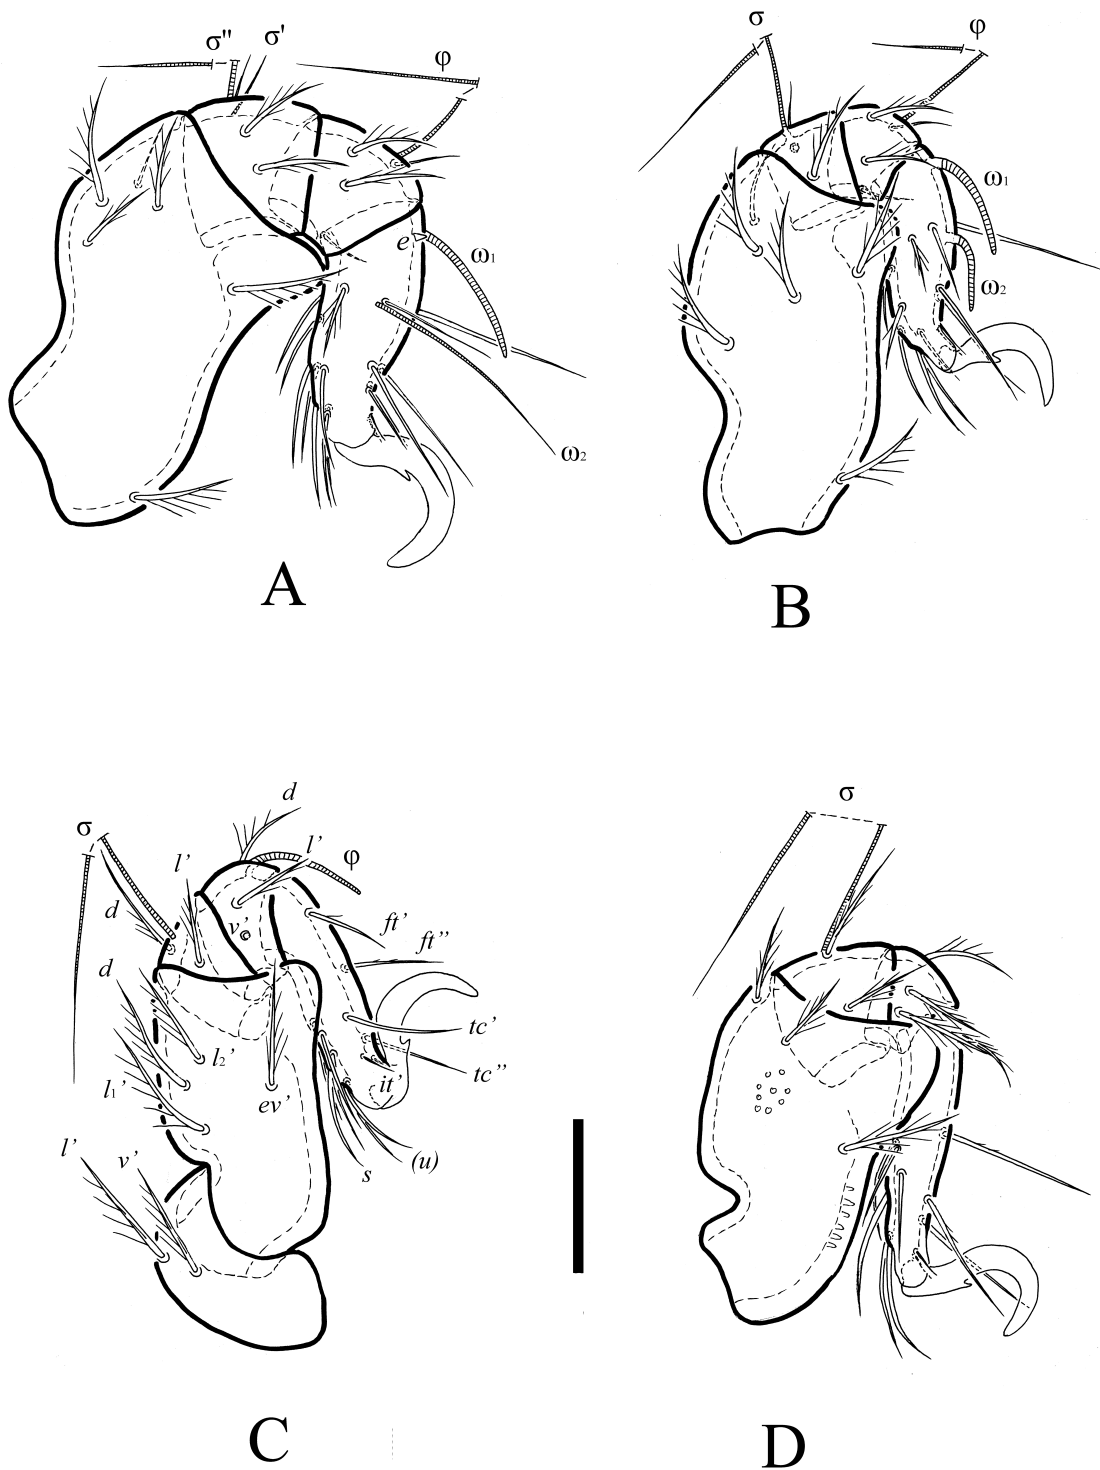 σ" σ' φ
e ω₁
ω₂
A
σ φ
ω₁
ω₂
B
d
σ l’ l’ φ
d v’ ft’
d ft’’
l₂’ tc’
l₁’ ev’ it’ tc’’
l’ v’ s (u)
C
σ
D